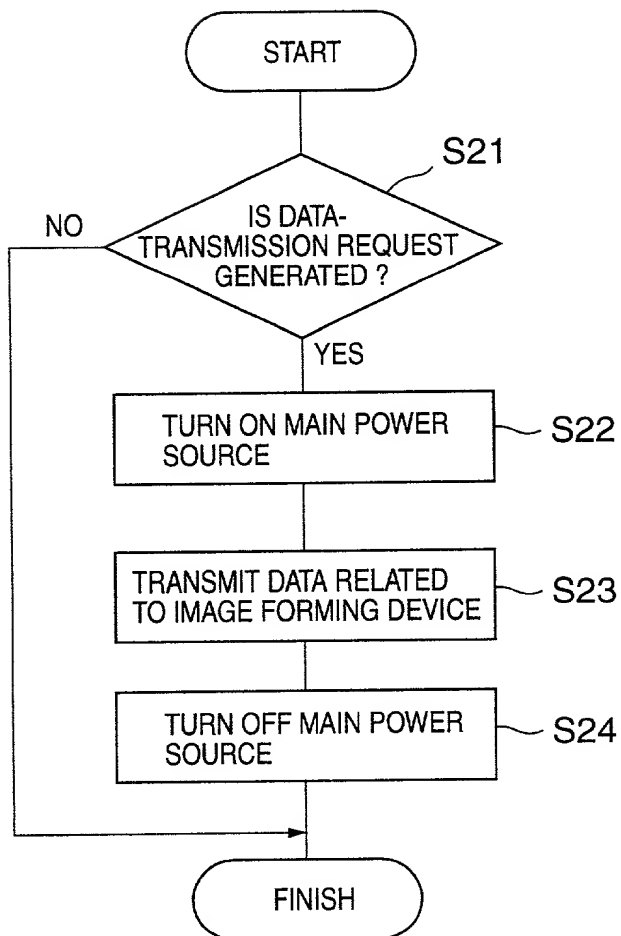 START
S21
IS DATA-
TRANSMISSION REQUEST
GENERATED ?
NO
YES
TURN ON MAIN POWER
SOURCE
S22
TRANSMIT DATA RELATED
TO IMAGE FORMING DEVICE
S23
TURN OFF MAIN POWER
SOURCE
S24
FINISH